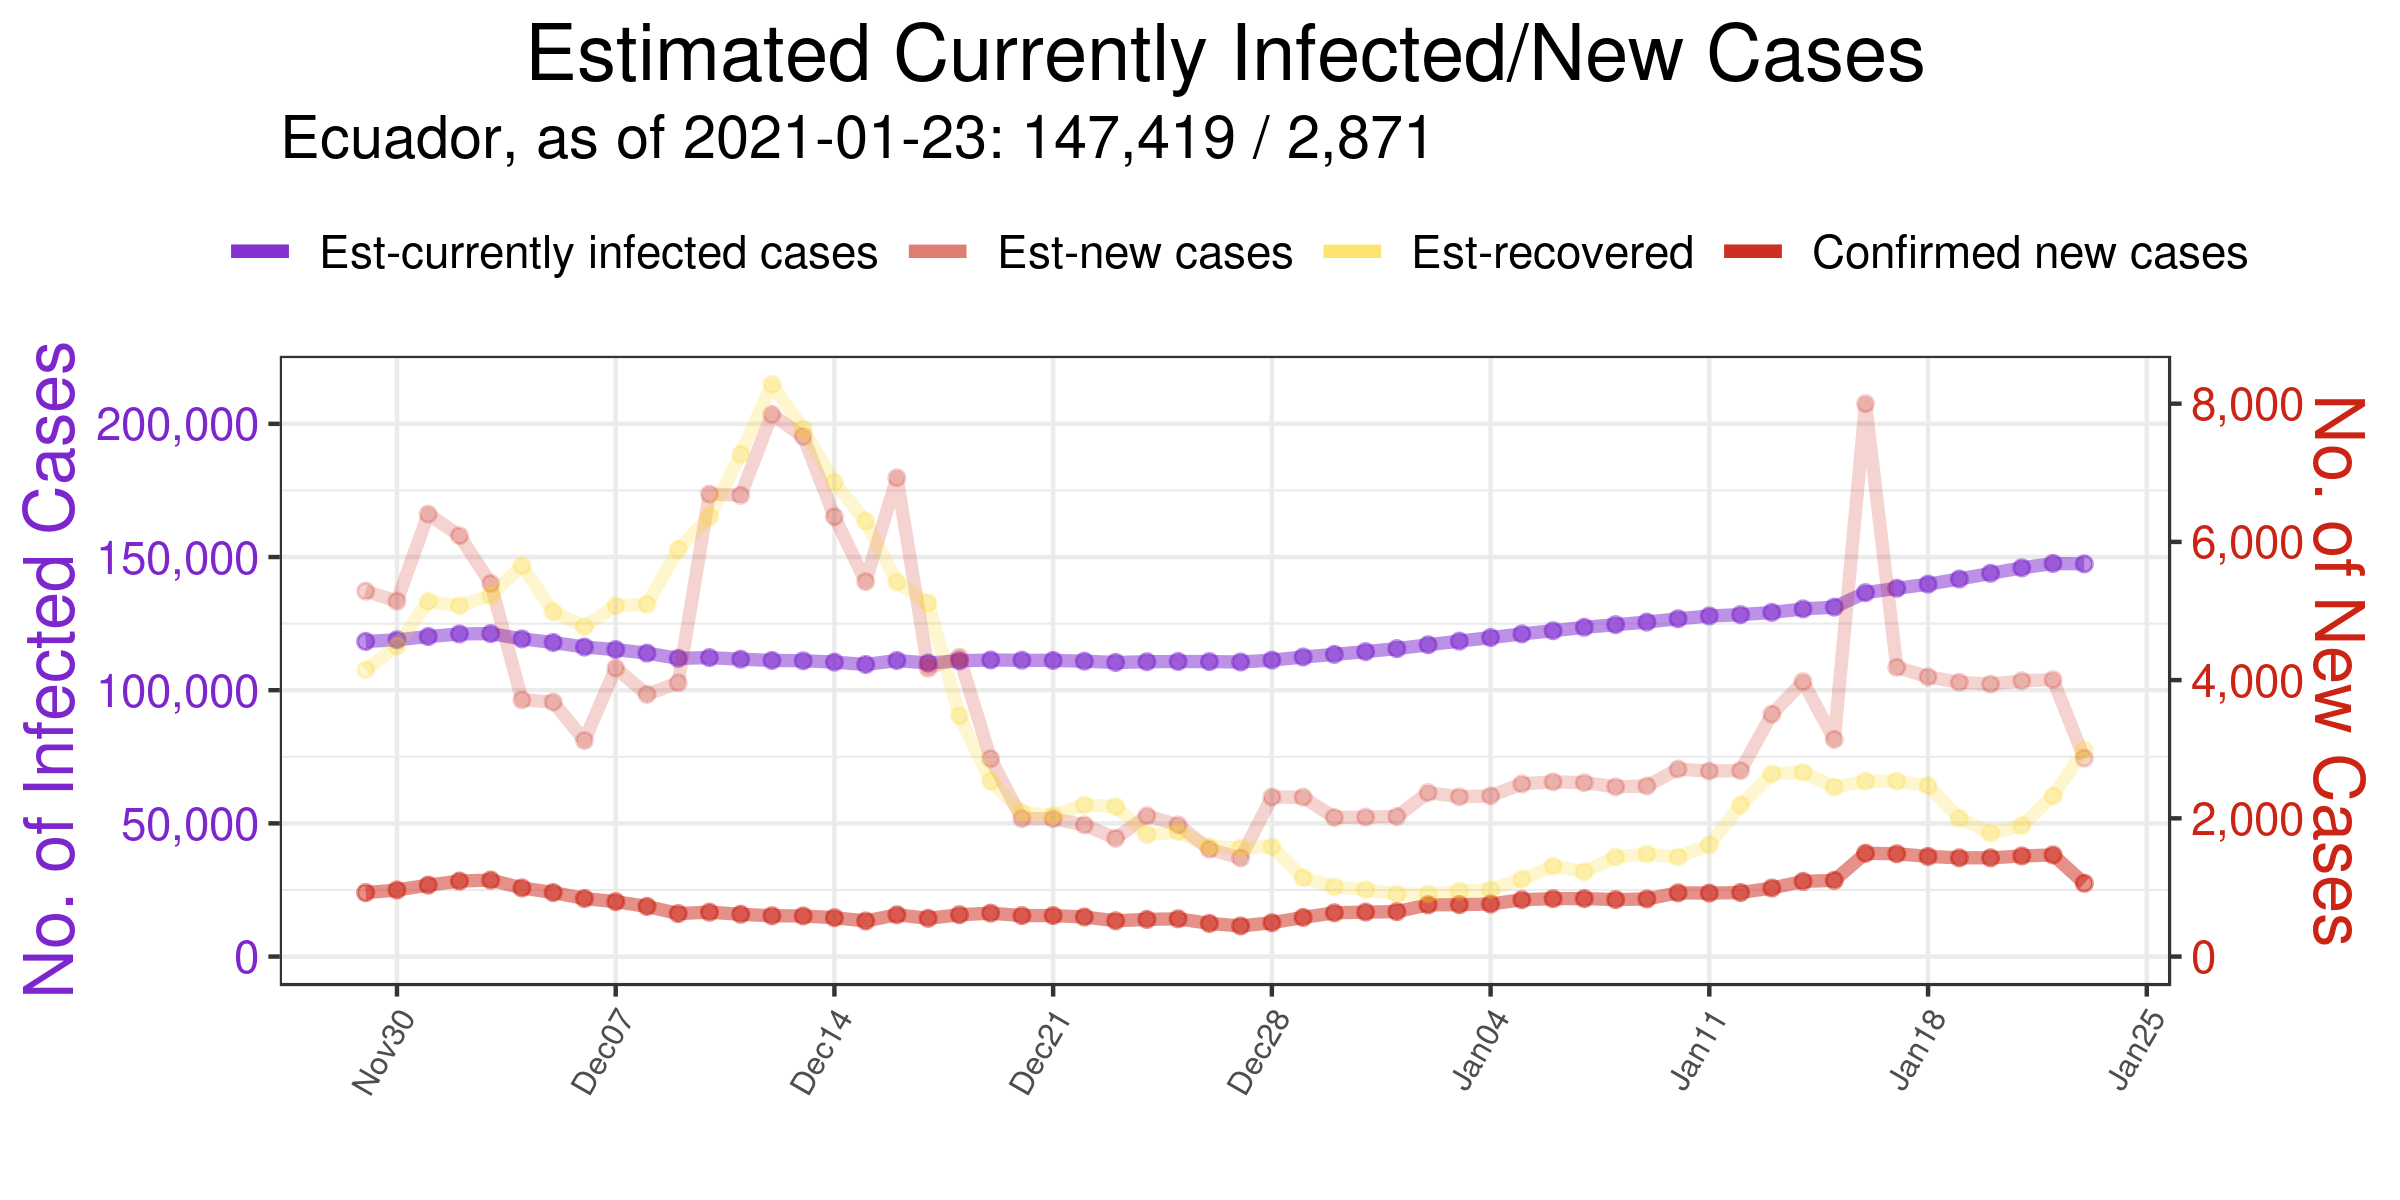 Estimated Currently Infected/New Cases
Ecuador, as of 2021-01-23: 147,419 / 2,871
Est-currently infected cases Est-new cases Est-recovered Confirmed new cases
No. of Infected Cases
200,000
150,000
100,000
50,000
0
8,000
6,000
4,000
2,000
0
No. of New Cases
Nov30 Dec07 Dec14 Dec21 Dec28 Jan04 Jan11 Jan18 Jan25